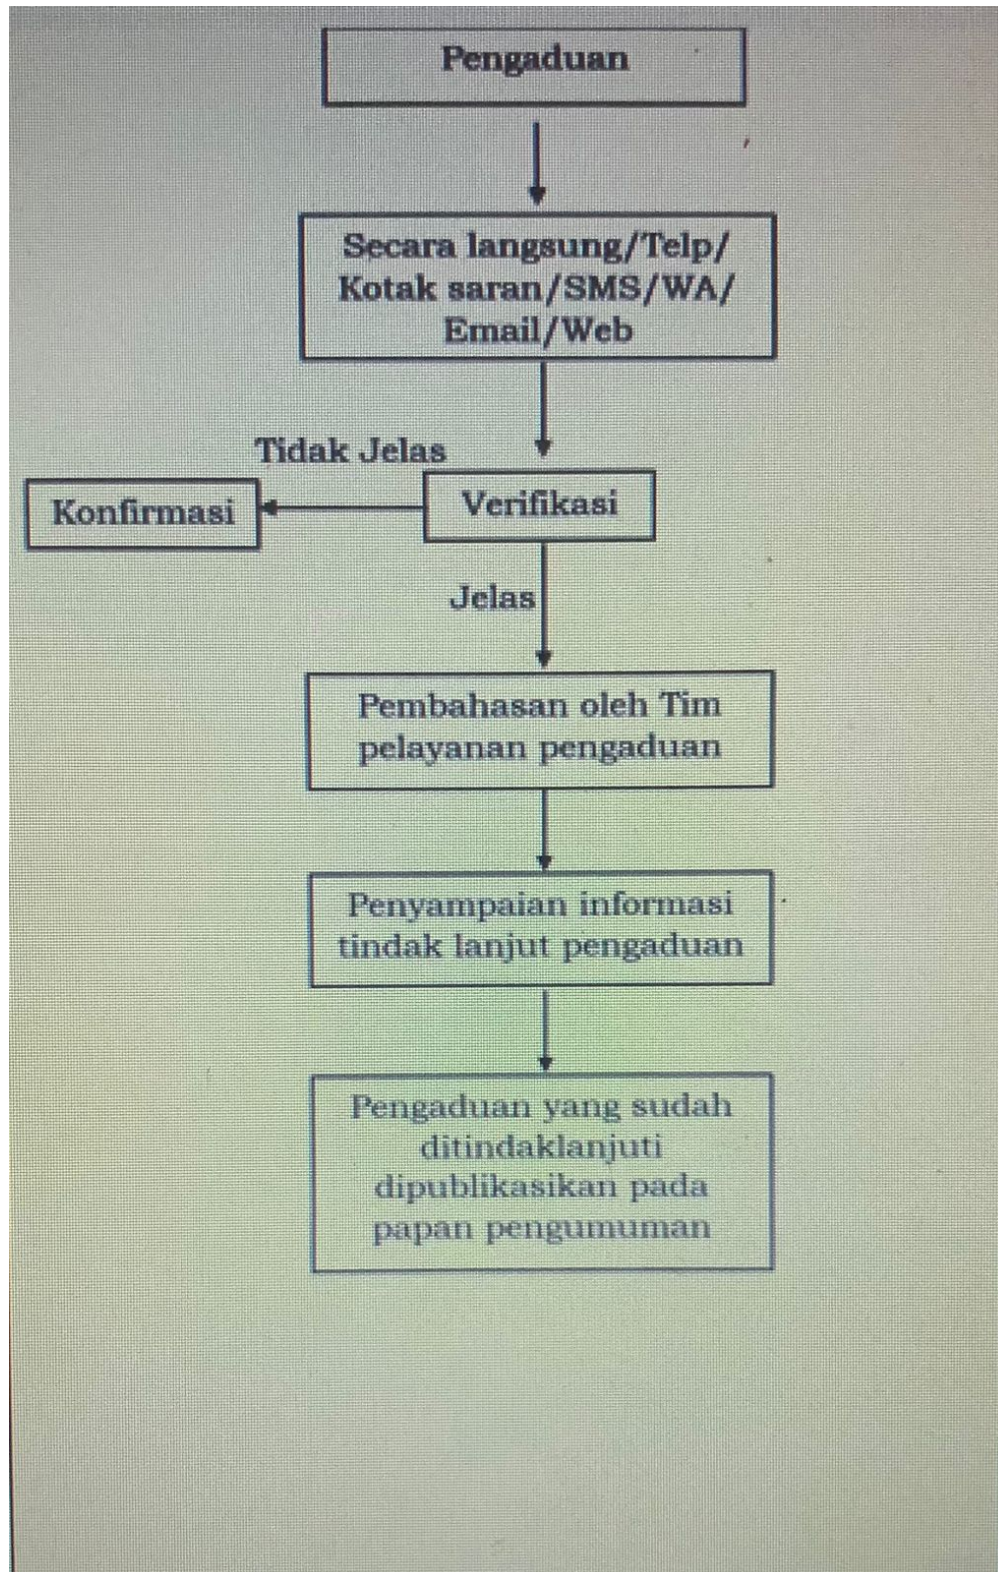 Pengaduan
Secara langsung/Telp/
Kotak saran/SMS/WA/
Email/Web
Tidak Jelas
Konfirmasi
Verifikasi
Jelas
Pembahasan oleh Tim
pelayanan pengaduan
Penyampaian informasi
tindak lanjut pengaduan
Pengaduan yang sudah
ditindaklanjuti
dipublikasikan pada
papan pengumuman